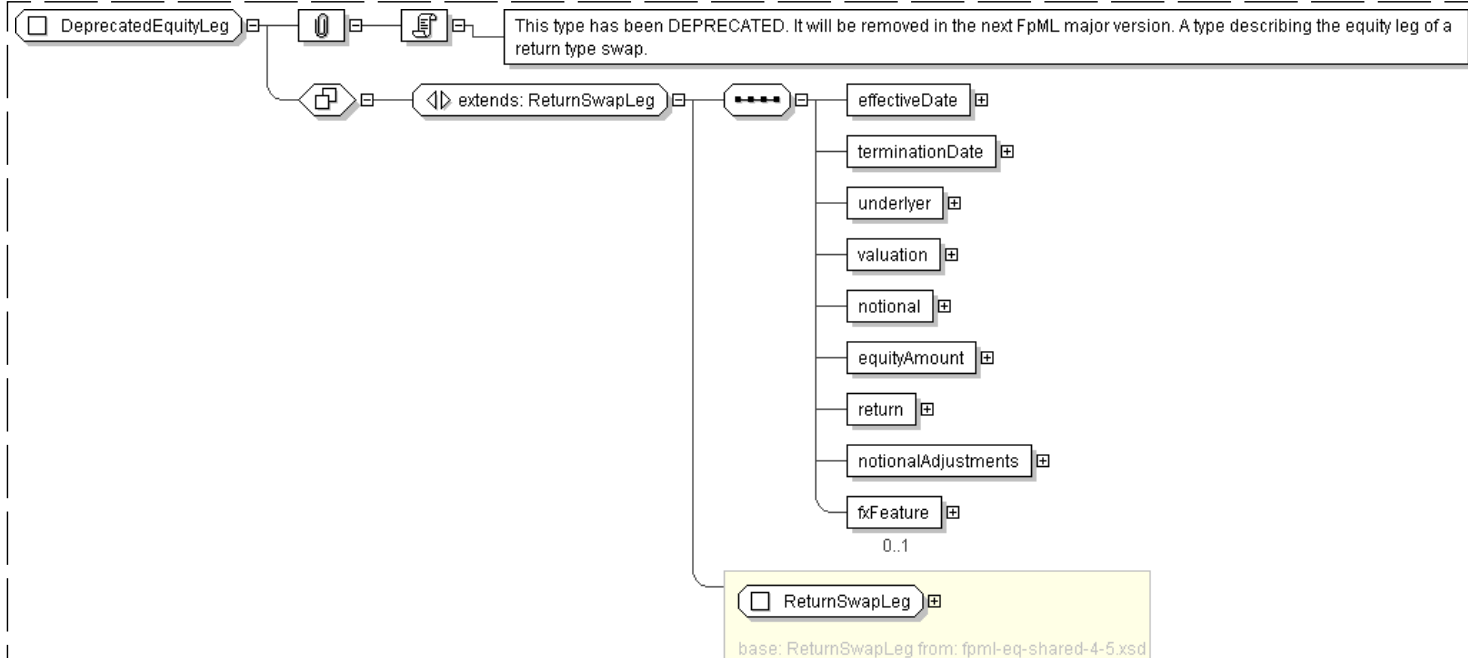 DeprecatedEquityLeg
This type has been DEPRECATED. It will be removed in the next FpML major version. A type describing the equity leg of a
return type swap.
extends: ReturnSwapLeg
effectiveDate
terminationDate
underlyer
valuation
notional
equityAmount
return
notionalAdjustments
fxFeature
0..1
ReturnSwapLeg
base: ReturnSwapLeg from: fpml-eq-shared-4-5.xsd